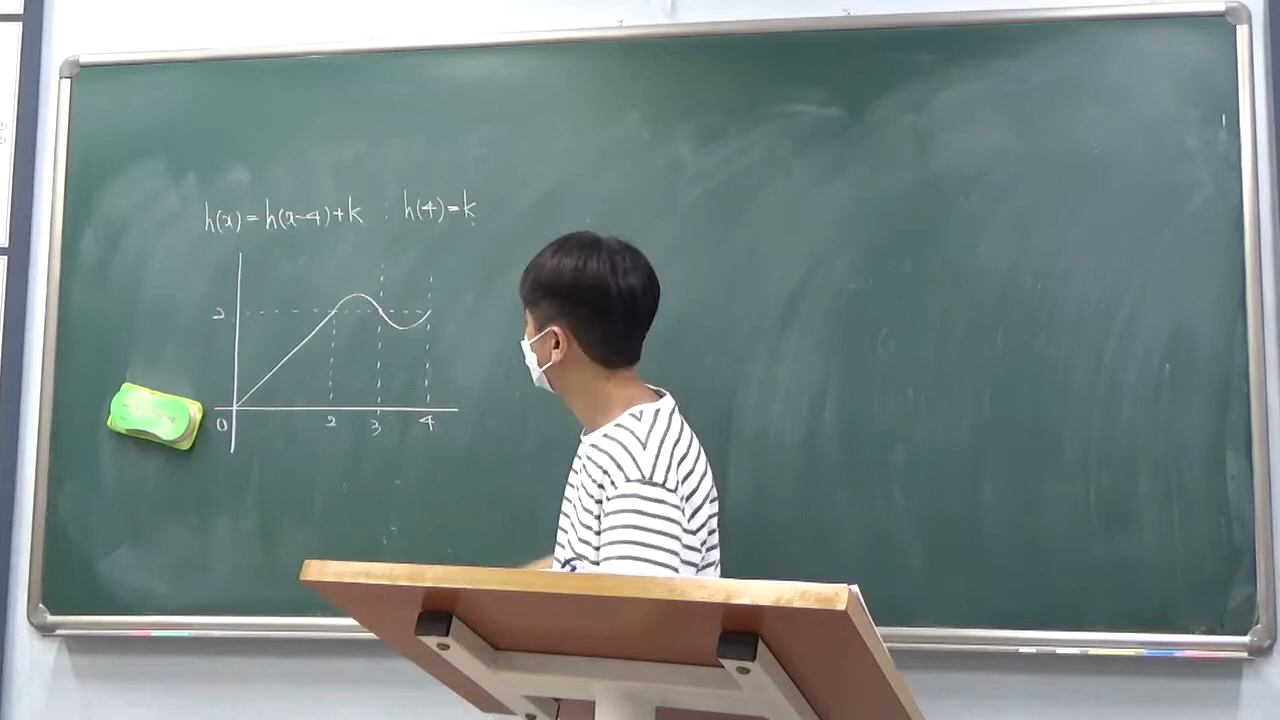 h(x)=h(x-4)+k : h(4)=k
2
0 2 3 4